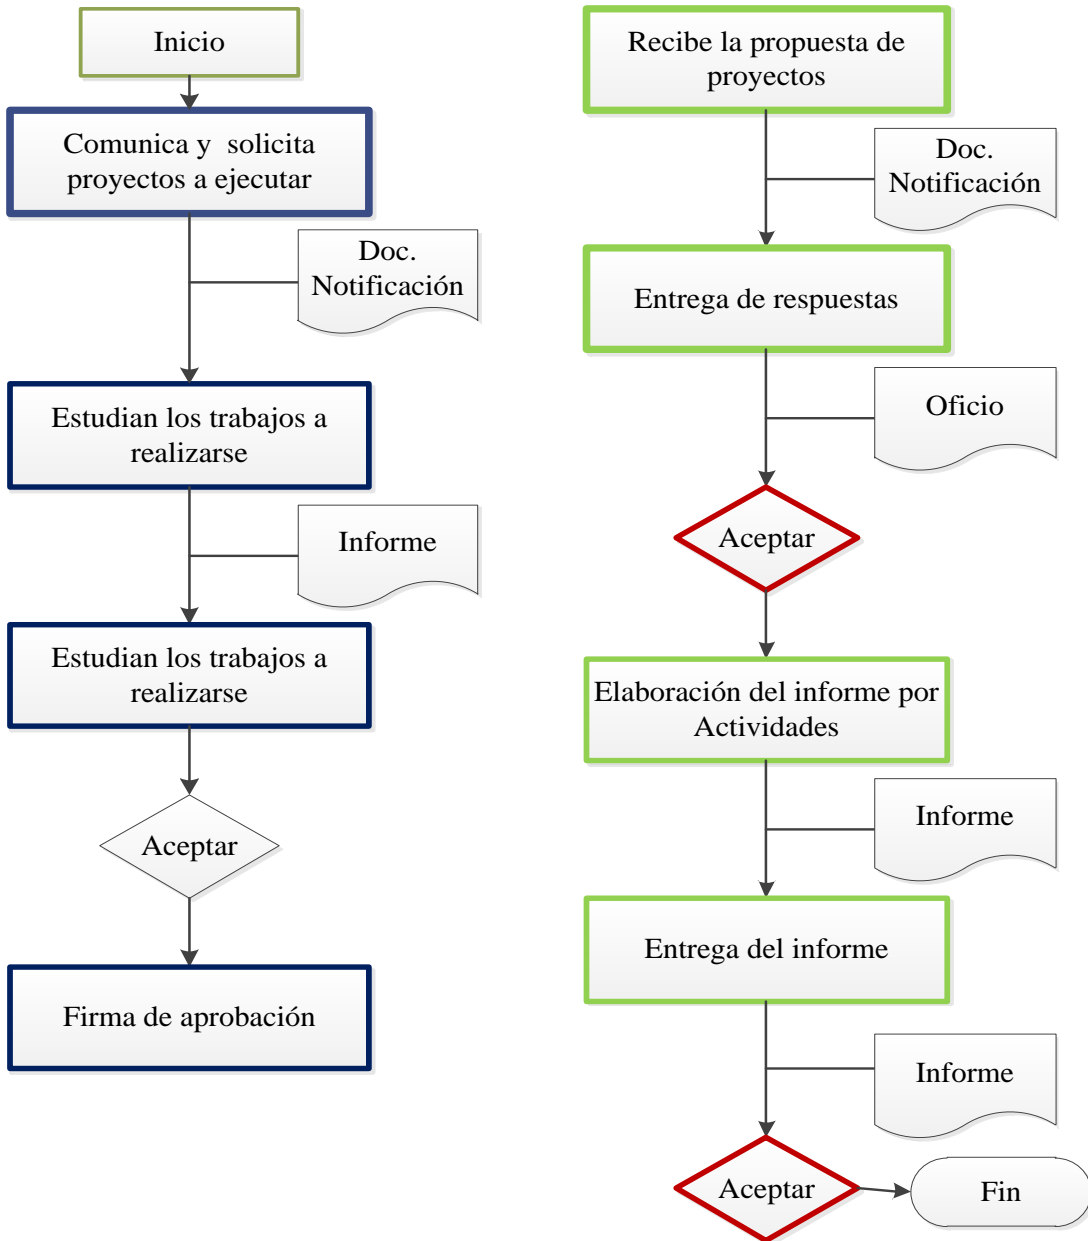 Inicio
Comunica y solicita
proyectos a ejecutar
Doc.
Notificación
Estudian los trabajos a
realizarse
Informe
Estudian los trabajos a
realizarse
Aceptar
Firma de aprobación
Recibe la propuesta de
proyectos
Doc.
Notificación
Entrega de respuestas
Oficio
Aceptar
Elaboración del informe por
Actividades
Informe
Entrega del informe
Informe
Aceptar
Fin